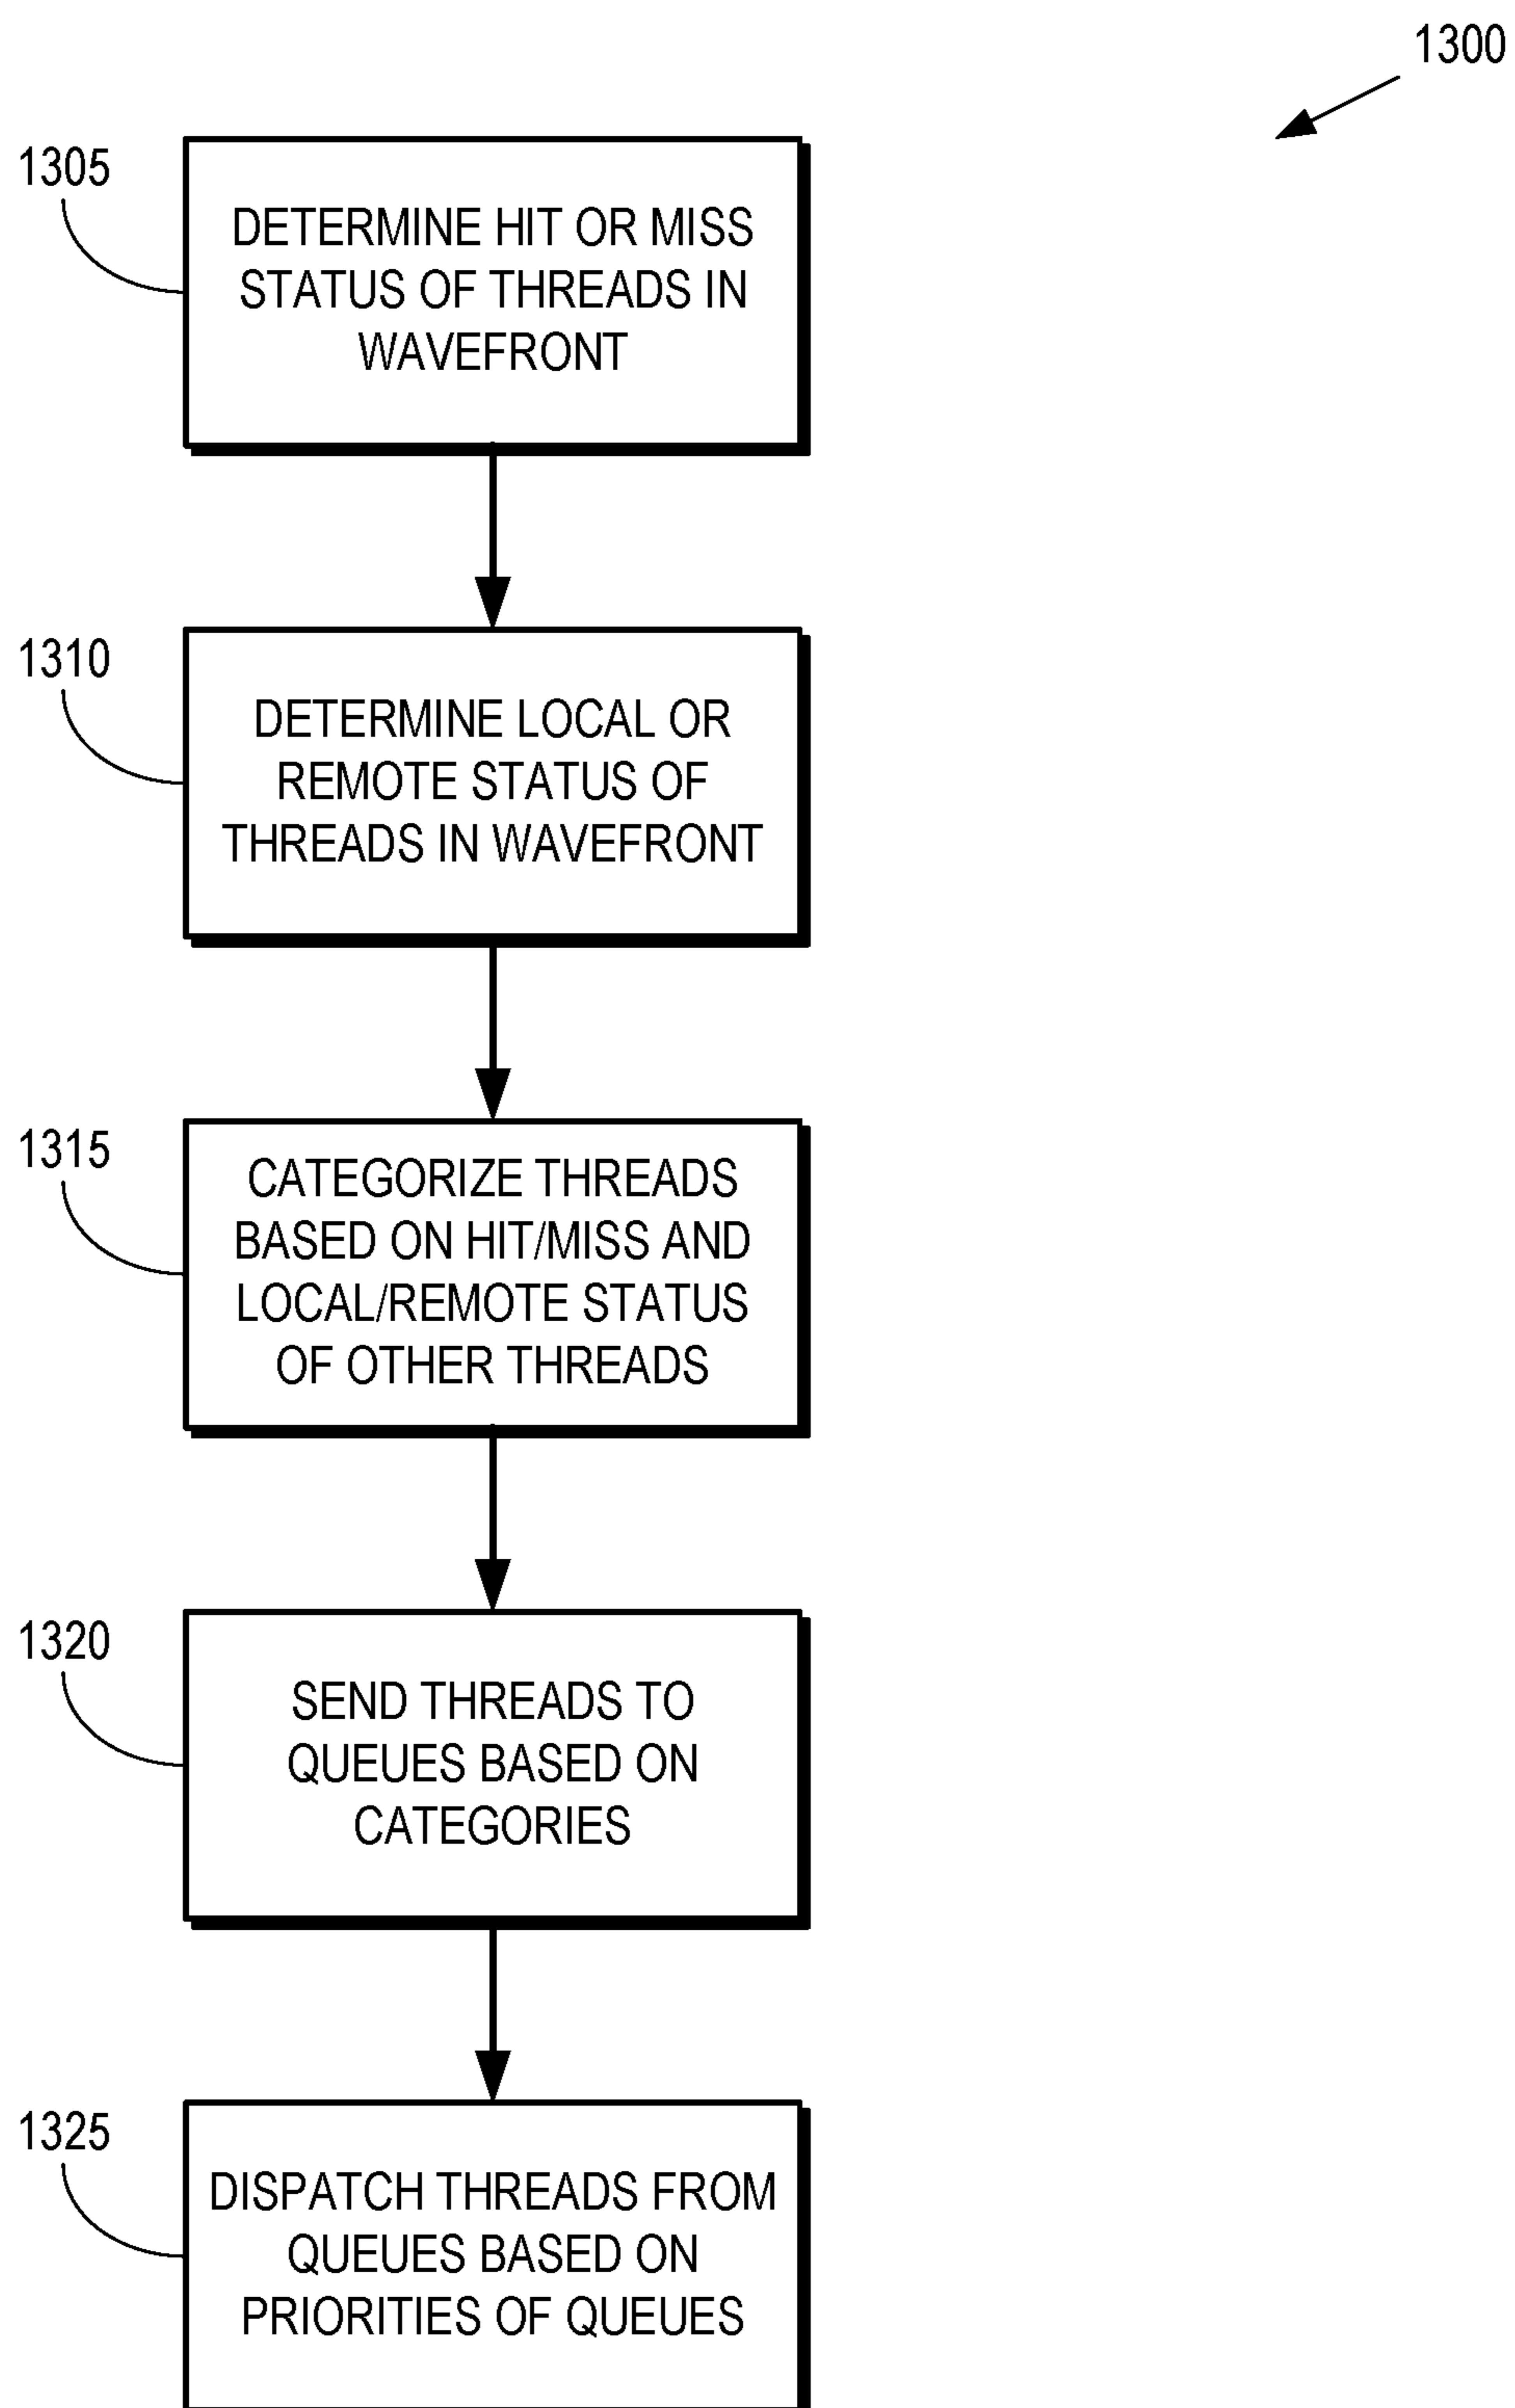 1300
1305
DETERMINE HIT OR MISS
STATUS OF THREADS IN
WAVEFRONT
1310
DETERMINE LOCAL OR
REMOTE STATUS OF
THREADS IN WAVEFRONT
1315
CATEGORIZE THREADS
BASED ON HIT/MISS AND
LOCAL/REMOTE STATUS
OF OTHER THREADS
1320
SEND THREADS TO
QUEUES BASED ON
CATEGORIES
1325
DISPATCH THREADS FROM
QUEUES BASED ON
PRIORITIES OF QUEUES